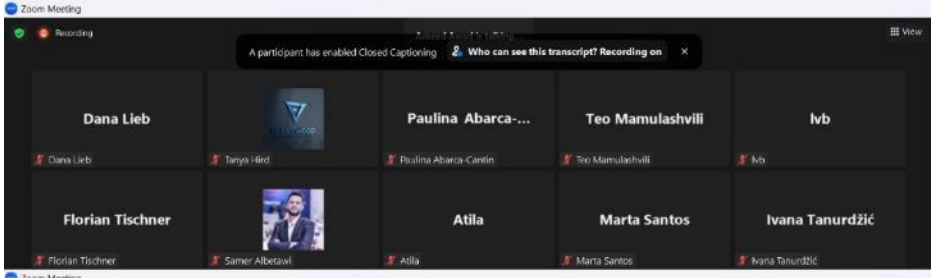 Zoom Meeting
Recording
View
A participant has enabled Closed Captioning Who can see this transcript? Recording on ×
Dana Lieb
Paulina Abarca-...
Teo Mamulashvili
lvb
Dana Lieb
Tanya Hird
Paulina Abarca-Cantin
Teo Mamulashvili
lvb
Florian Tischner
Atila
Marta Santos
Ivana Tanurdžić
Florian Tischner
Samer Albetawi
Atila
Marta Santos
Ivana Tanurdžić
Zoom Meeting